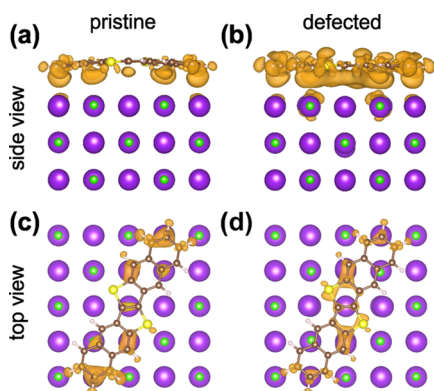 pristine
defected
(a)
(b)
side view
(c)
(d)
top view